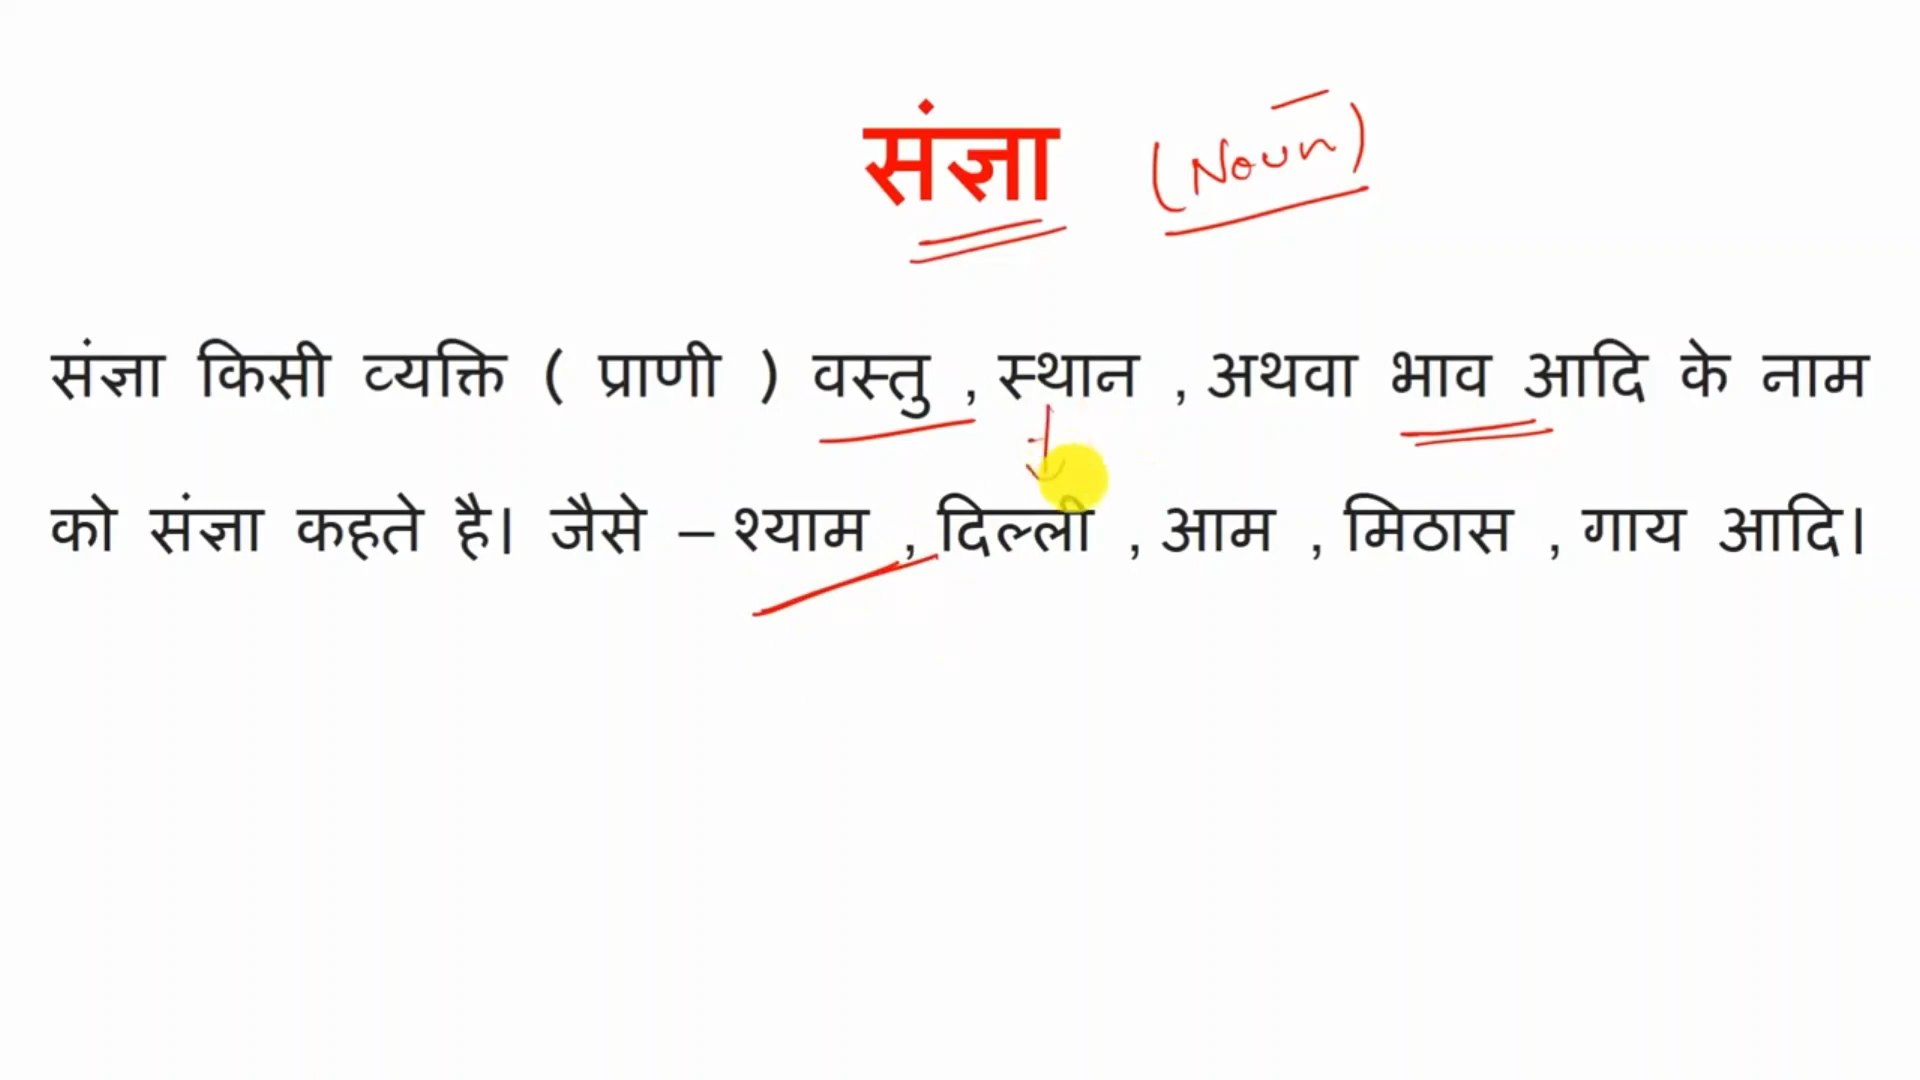 संज्ञा (Noun)
संज्ञा किसी व्यक्ति ( प्राणी ) वस्तु , स्थान , अथवा भाव आदि के नाम
को संज्ञा कहते है। जैसे – श्याम , दिल्ली , आम , मिठास , गाय आदि।